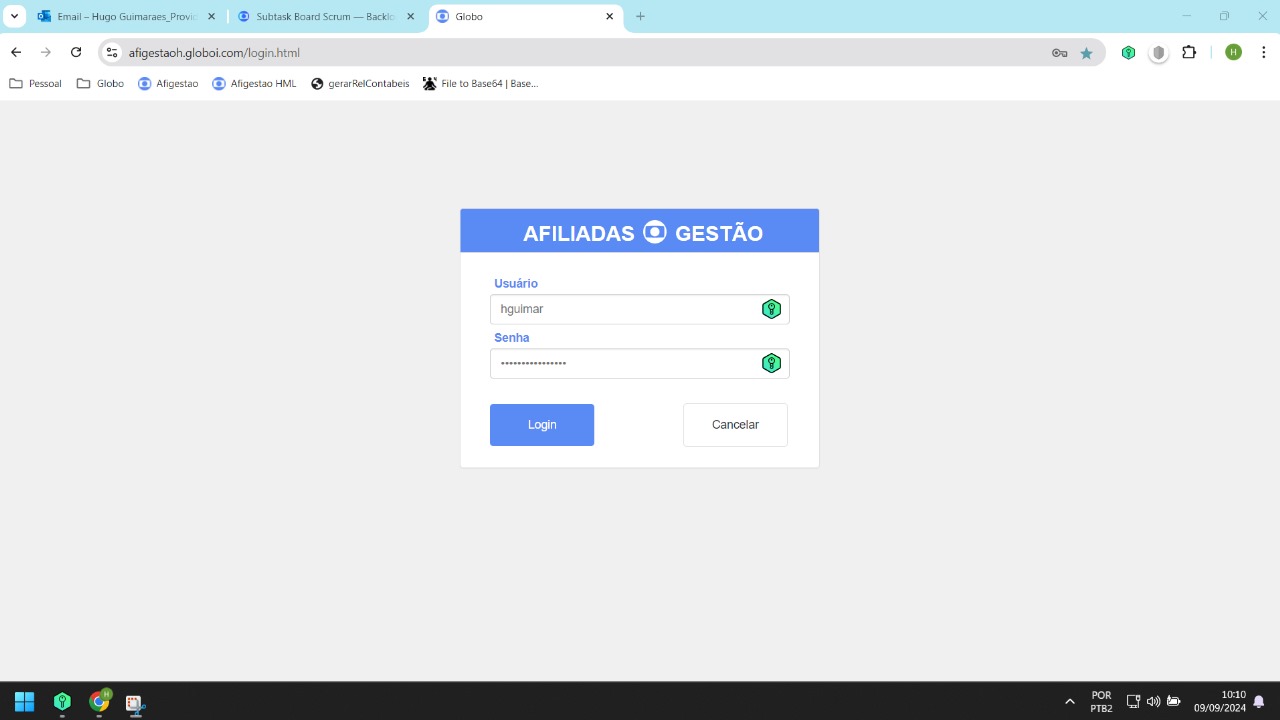 Email – Hugo Guimaraes_Provid
Subtask Board Scrum — Backlo
Globo
afigestaoh.globoi.com/login.html
H
Pessoal
Globo
Afigestao
Afigestao HML
gerarRelContabeis
File to Base64 | Base...
AFILIADAS GESTÃO
Usuário
hguimar
Senha
••••••••••••••••
Login
Cancelar
H
POR
PTB2
10:10
09/09/2024